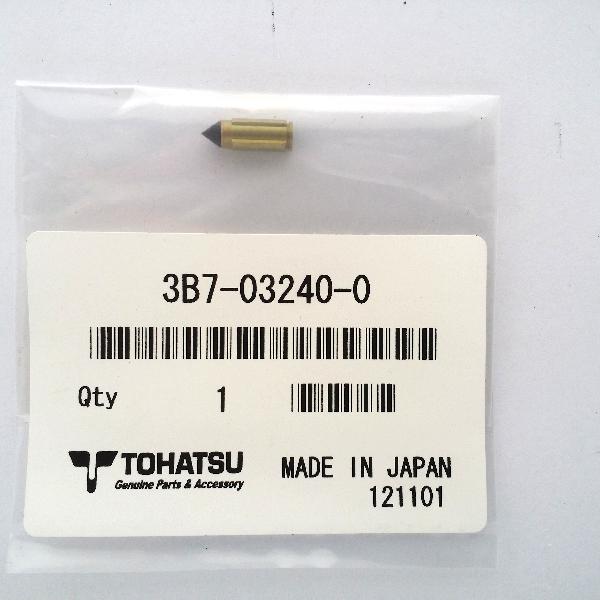 3B7-03240-0
Qty 1
TOHATSU
Genuine Parts & Accessory
MADE IN JAPAN
121101